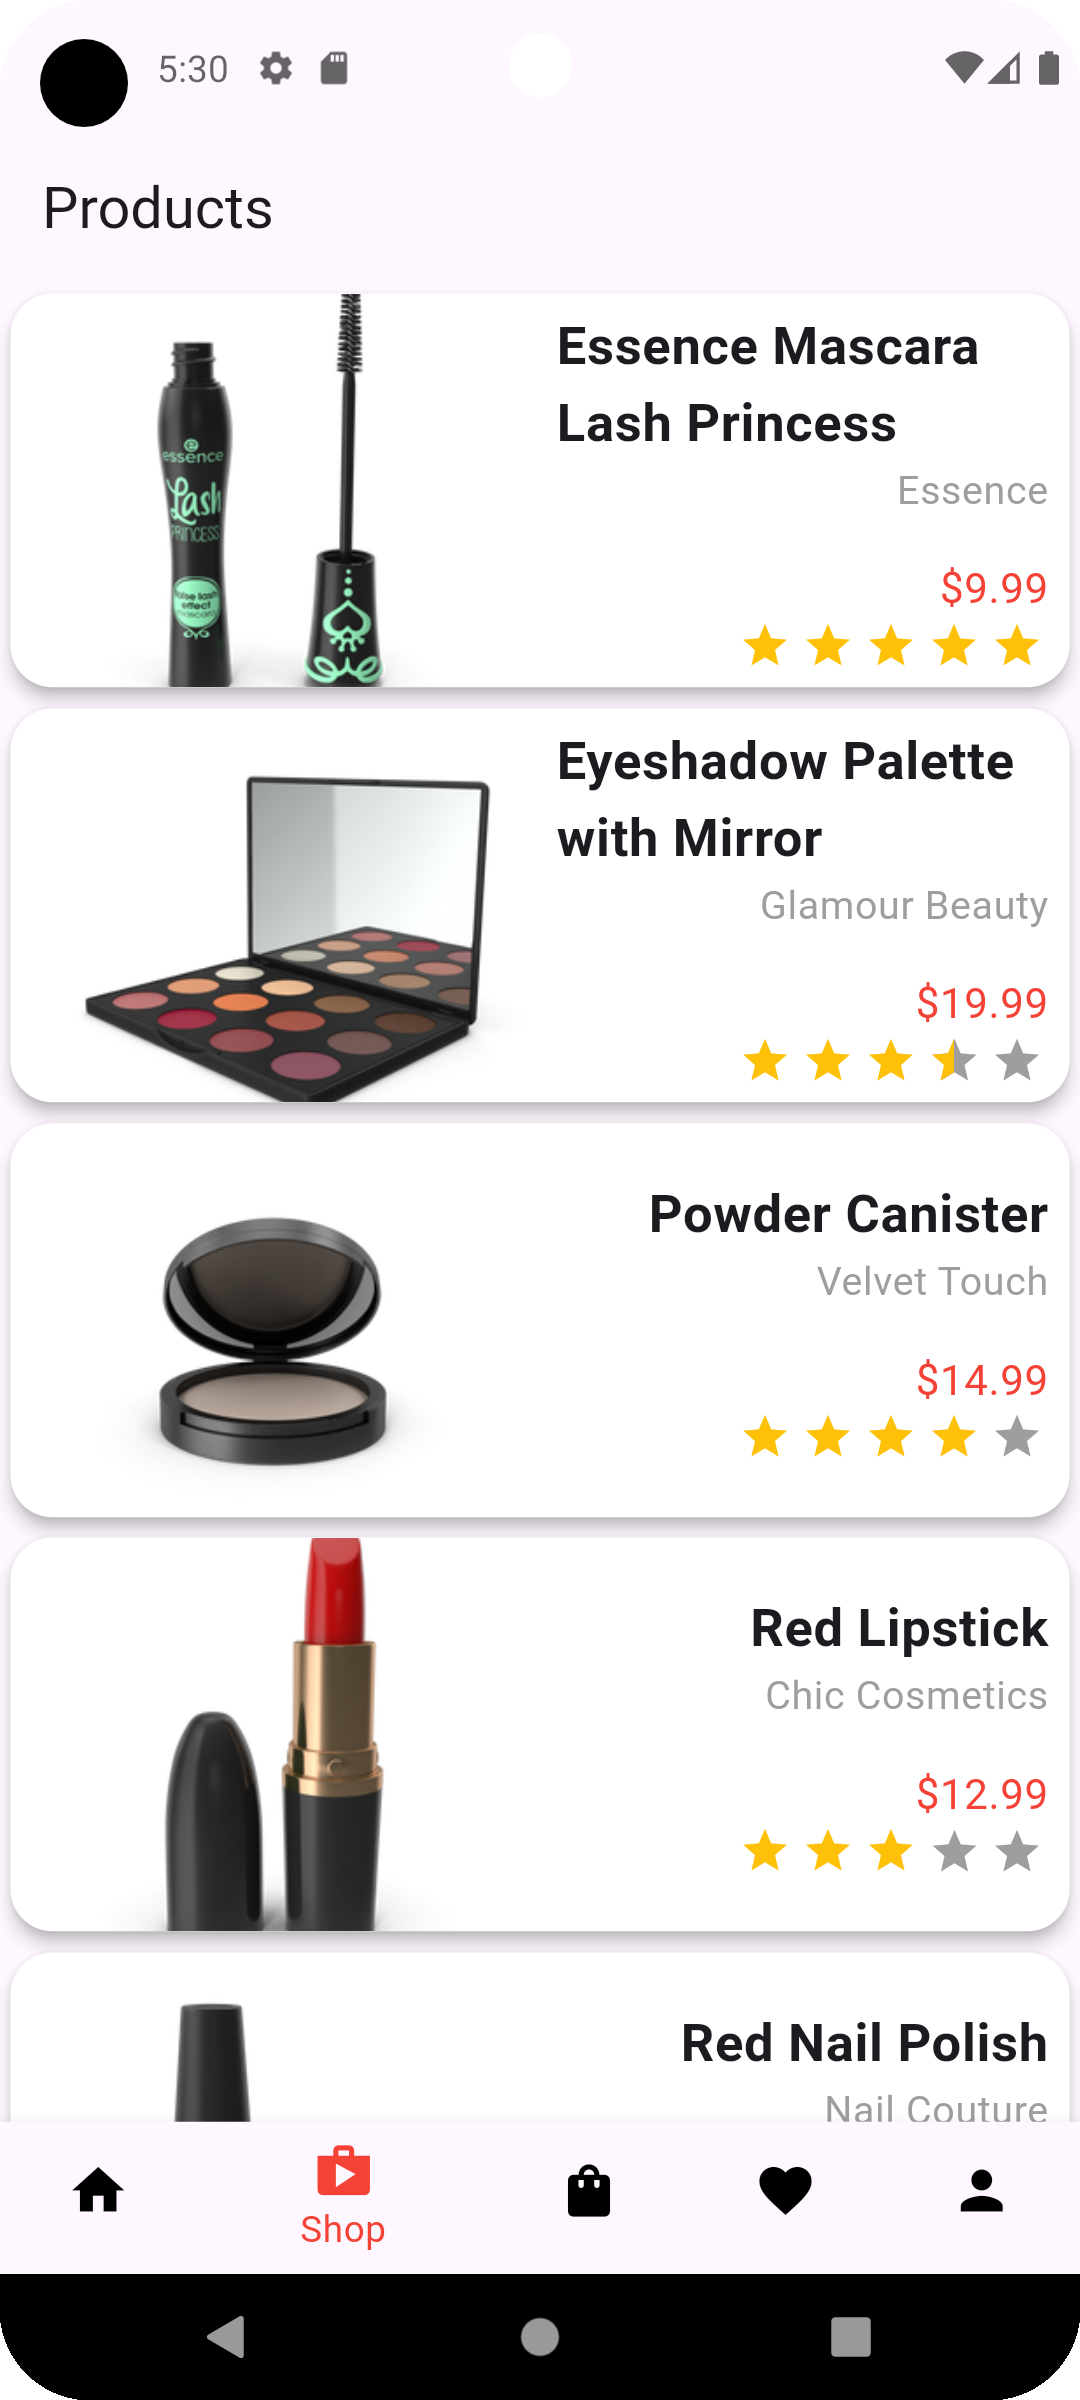 5:30
Products
Essence Mascara
Lash Princess
Essence
$9.99
essence
Lash
PRINCESS
false lash
effect
mascara
Eyeshadow Palette
with Mirror
Glamour Beauty
$19.99
Powder Canister
Velvet Touch
$14.99
Red Lipstick
Chic Cosmetics
$12.99
Red Nail Polish
Nail Couture
Shop